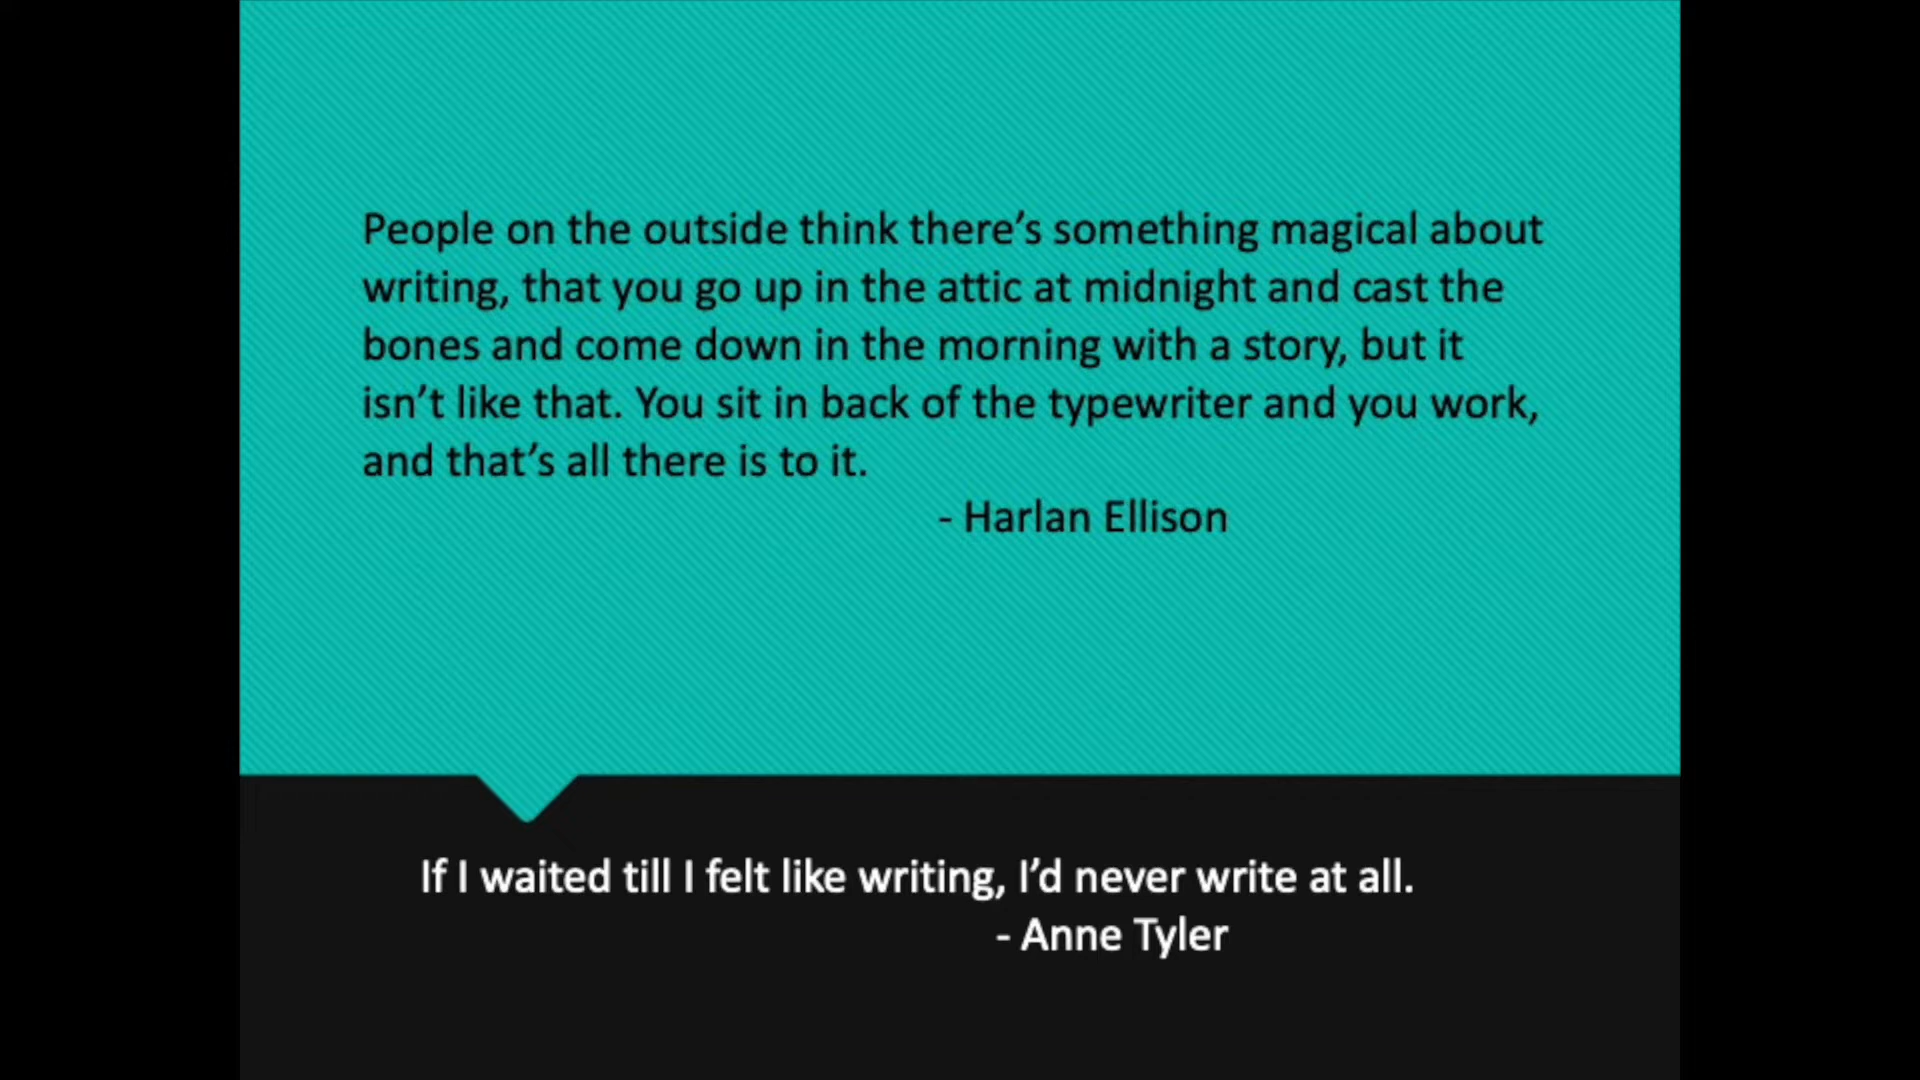 People on the outside think there’s something magical about
writing, that you go up in the attic at midnight and cast the
bones and come down in the morning with a story, but it
isn’t like that. You sit in back of the typewriter and you work,
and that’s all there is to it.
- Harlan Ellison
If I waited till I felt like writing, I’d never write at all.
- Anne Tyler